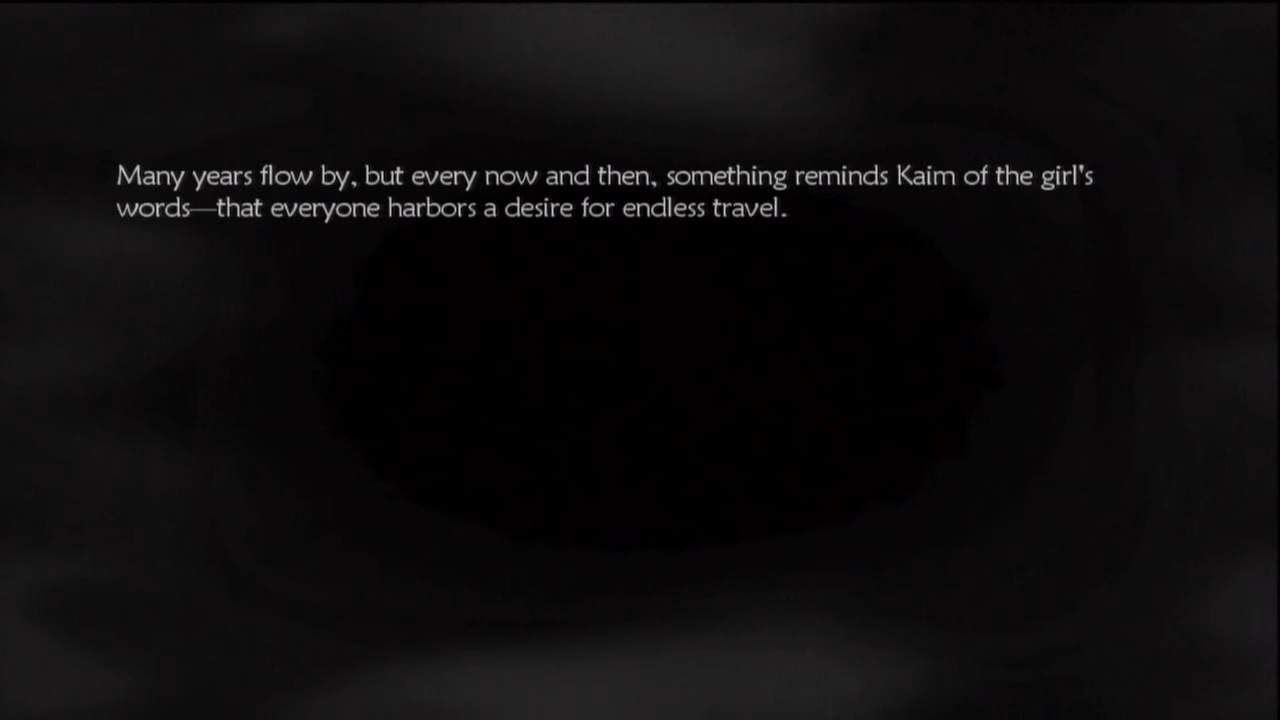 Many years flow by, but every now and then, something reminds Kaim of the girl's
words—that everyone harbors a desire for endless travel.